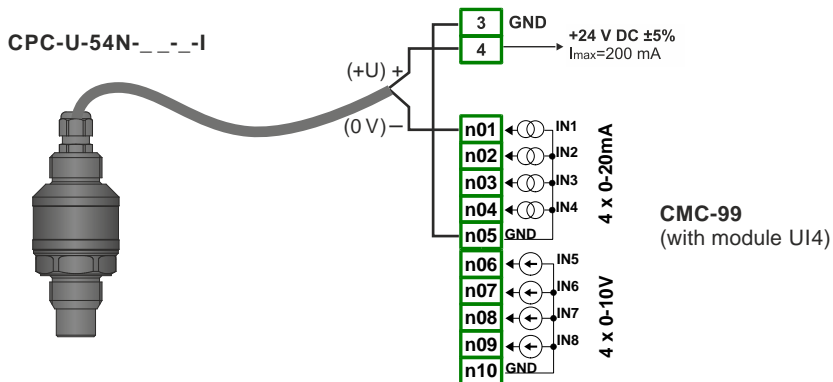 CPC-U-54N-_ _-_-I
(+U) +
(0 V) –
3 GND
4
+24 V DC ±5%
Imax=200 mA
n01 IN1
n02 IN2
n03 IN3
n04 IN4
n05 GND
4 x 0-20mA
n06 IN5
n07 IN6
n08 IN7
n09 IN8
n10 GND
4 x 0-10V
CMC-99
(with module UI4)